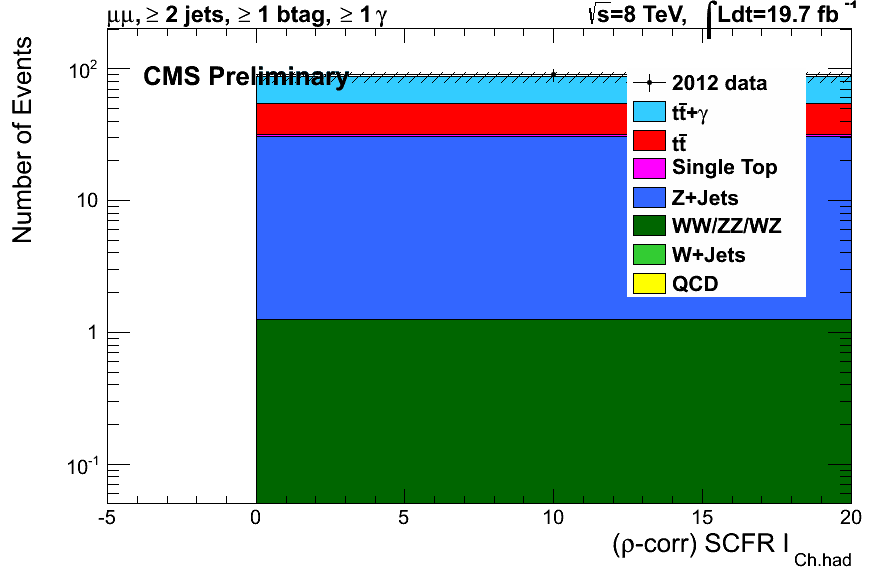 μμ, ≥ 2 jets, ≥ 1 btag, ≥ 1 γ
√s=8 TeV, ∫Ldt=19.7 fb⁻¹
CMS Preliminary
Number of Events
10²
10
1
10⁻¹
2012 data
tt̄+γ
tt̄
Single Top
Z+Jets
WW/ZZ/WZ
W+Jets
QCD
-5 0 5 10 15 20
(ρ-corr) SCFR I Ch.had